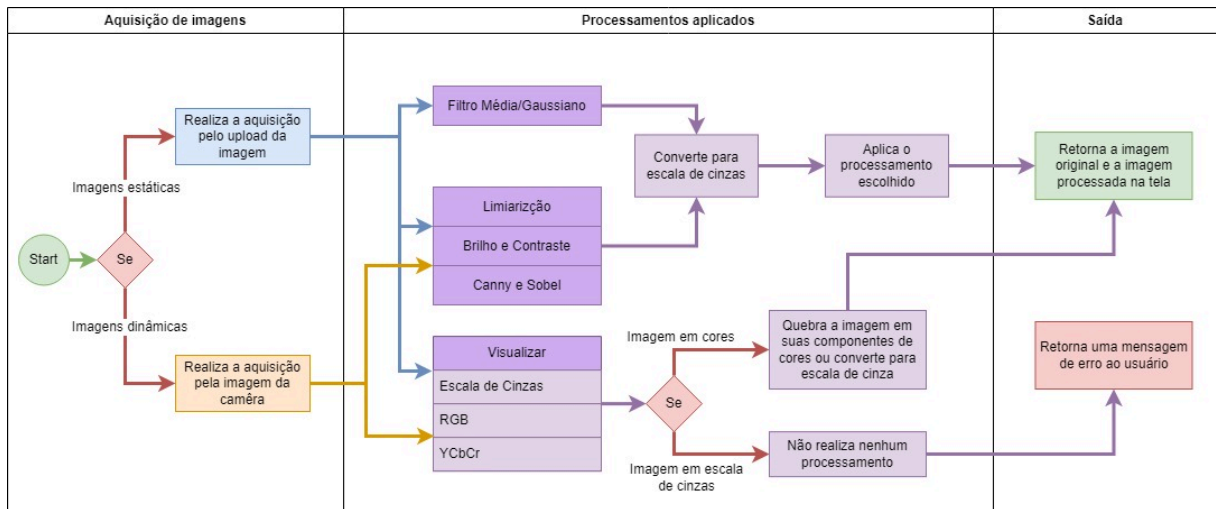 Aquisição de imagens
Processamentos aplicados
Saída
Start
Se
Imagens estáticas
Imagens dinâmicas
Realiza a aquisição
pelo upload da
imagem
Realiza a aquisição
pela imagem da
camêra
Filtro Média/Gaussiano
Limiarizção
Brilho e Contraste
Canny e Sobel
Visualizar
Escala de Cinzas
RGB
YCbCr
Converte para
escala de cinzas
Aplica o
processamento
escolhido
Se
Imagem em cores
Imagem em escala
de cinzas
Quebra a imagem em
suas componentes de
cores ou converte para
escala de cinza
Não realiza nenhum
processamento
Retorna a imagem
original e a imagem
processada na tela
Retorna uma mensagem
de erro ao usuário